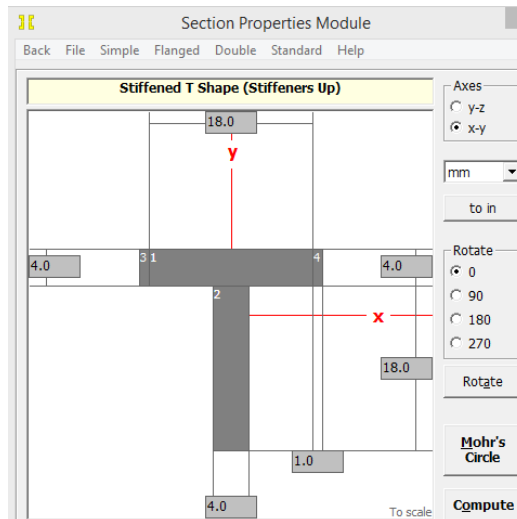 Section Properties Module
Back File Simple Flanged Double Standard Help
Stiffened T Shape (Stiffeners Up)
18.0
y
3 1 4
4.0 4.0
2
x
18.0
1.0
4.0
To scale
Axes
y-z
x-y
mm
to in
Rotate
0
90
180
270
Rotate
Mohr's
Circle
Compute